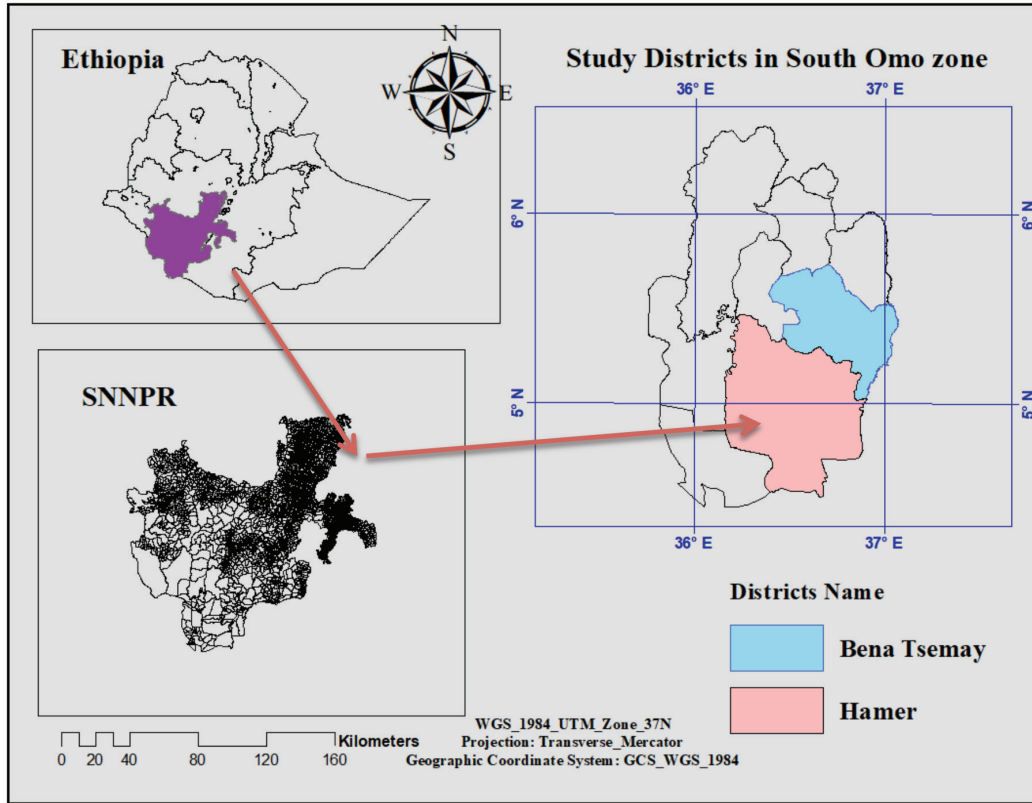 Ethiopia
N
W
E
S
SNNPR
Study Districts in South Omo zone
36° E
37° E
6° N
6° N
5° N
5° N
36° E
37° E
Districts Name
Bena Tsemay
Hamer
0 20 40 80 120 160
Kilometers
WGS_1984_UTM_Zone_37N
Projection: Transverse_Mercator
Geographic Coordinate System : GCS_WGS_1984